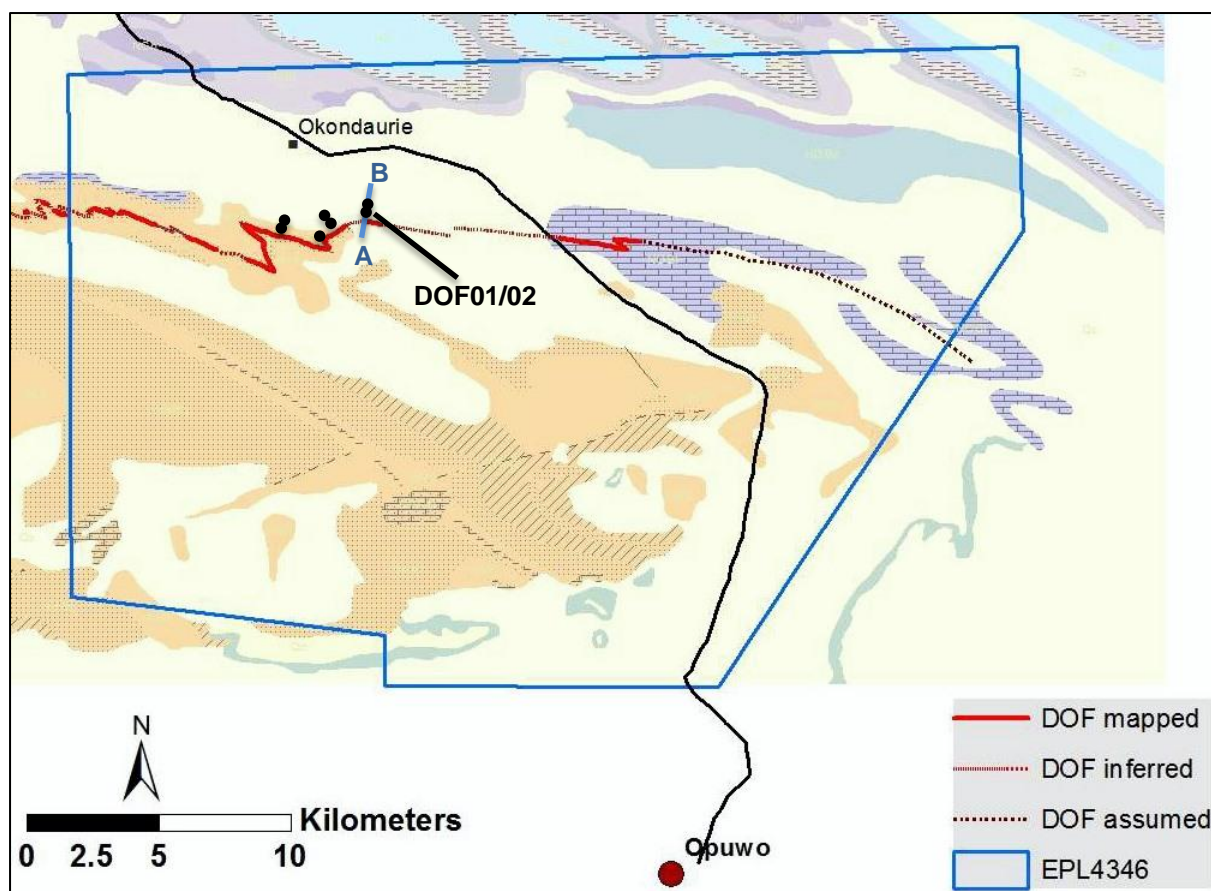 Okondaurie
B
A
DOF01/02
N
Kilometers
0 2.5 5 10
Opuwo
DOF mapped
DOF inferred
DOF assumed
EPL4346